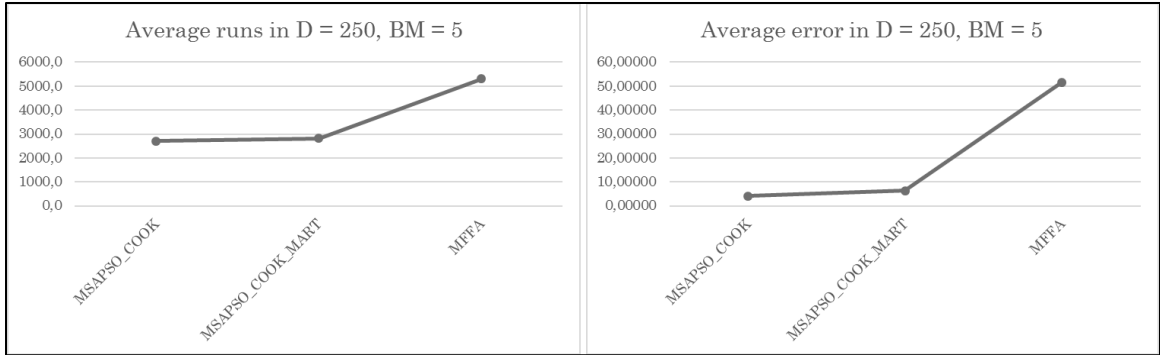 Average runs in D = 250, BM = 5
6000,0
5000,0
4000,0
3000,0
2000,0
1000,0
0,0
MSAPSO_COOK
MSAPSO_COOK_MART
MFFA
Average error in D = 250, BM = 5
60,00000
50,00000
40,00000
30,00000
20,00000
10,00000
0,00000
MSAPSO_COOK
MSAPSO_COOK_MART
MFFA